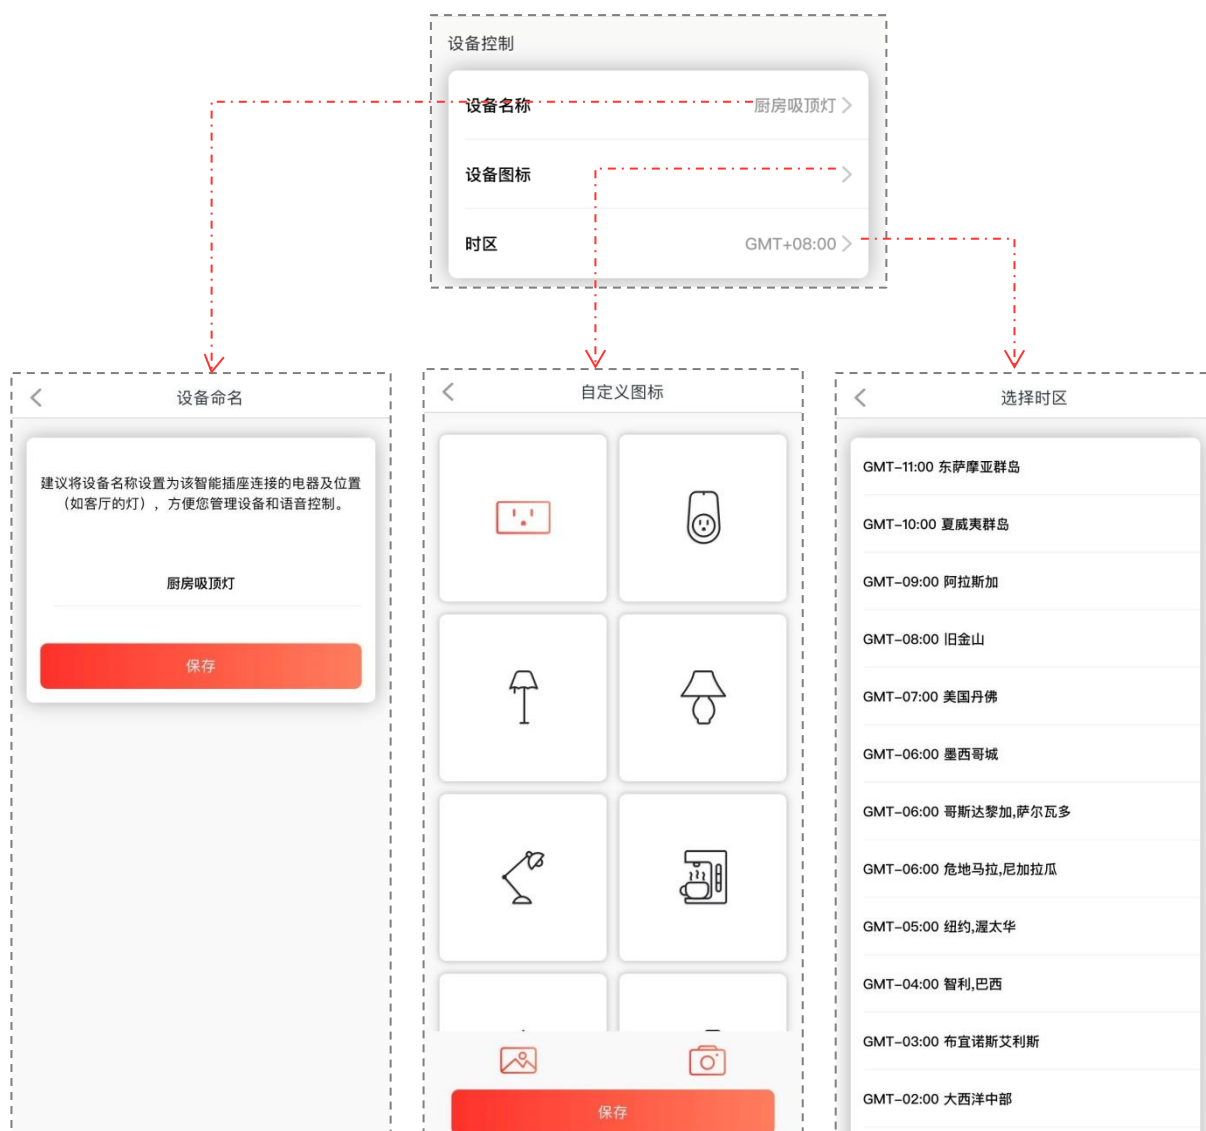 设备控制
设备名称 厨房吸顶灯
设备图标
时区 GMT+08:00
设备命名
建议将设备名称设置为该智能插座连接的电器及位置
（如客厅的灯），方便您管理设备和语音控制。
厨房吸顶灯
保存
自定义图标
保存
选择时区
GMT-11:00 东萨摩亚群岛
GMT-10:00 夏威夷群岛
GMT-09:00 阿拉斯加
GMT-08:00 旧金山
GMT-07:00 美国丹佛
GMT-06:00 墨西哥城
GMT-06:00 哥斯达黎加,萨尔瓦多
GMT-06:00 危地马拉,尼加拉瓜
GMT-05:00 纽约,渥太华
GMT-04:00 智利,巴西
GMT-03:00 布宜诺斯艾利斯
GMT-02:00 大西洋中部